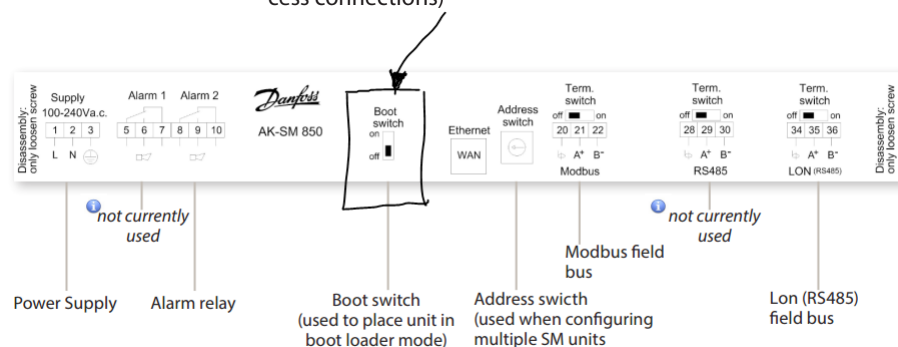 cess connections)
Disassembly:
only loosen screw
Supply
100-240Va.c.
1 2 3
L N
Alarm 1 Alarm 2
5 6 7 8 9 10
Danfoss
AK-SM 850
Boot
switch
on
off
Ethernet
WAN
Address
switch
Term.
switch
off on
20 21 22
A+ B-
Modbus
Term.
switch
off on
28 29 30
A+ B-
RS485
Term.
switch
off on
34 35 36
A+ B-
LON (RS485)
Disassembly:
only loosen screw
i
not currently
used
i
not currently
used
Power Supply
Alarm relay
Boot switch
(used to place unit in
boot loader mode)
Address swicth
(used when configuring
multiple SM units
Modbus field
bus
Lon (RS485)
field bus